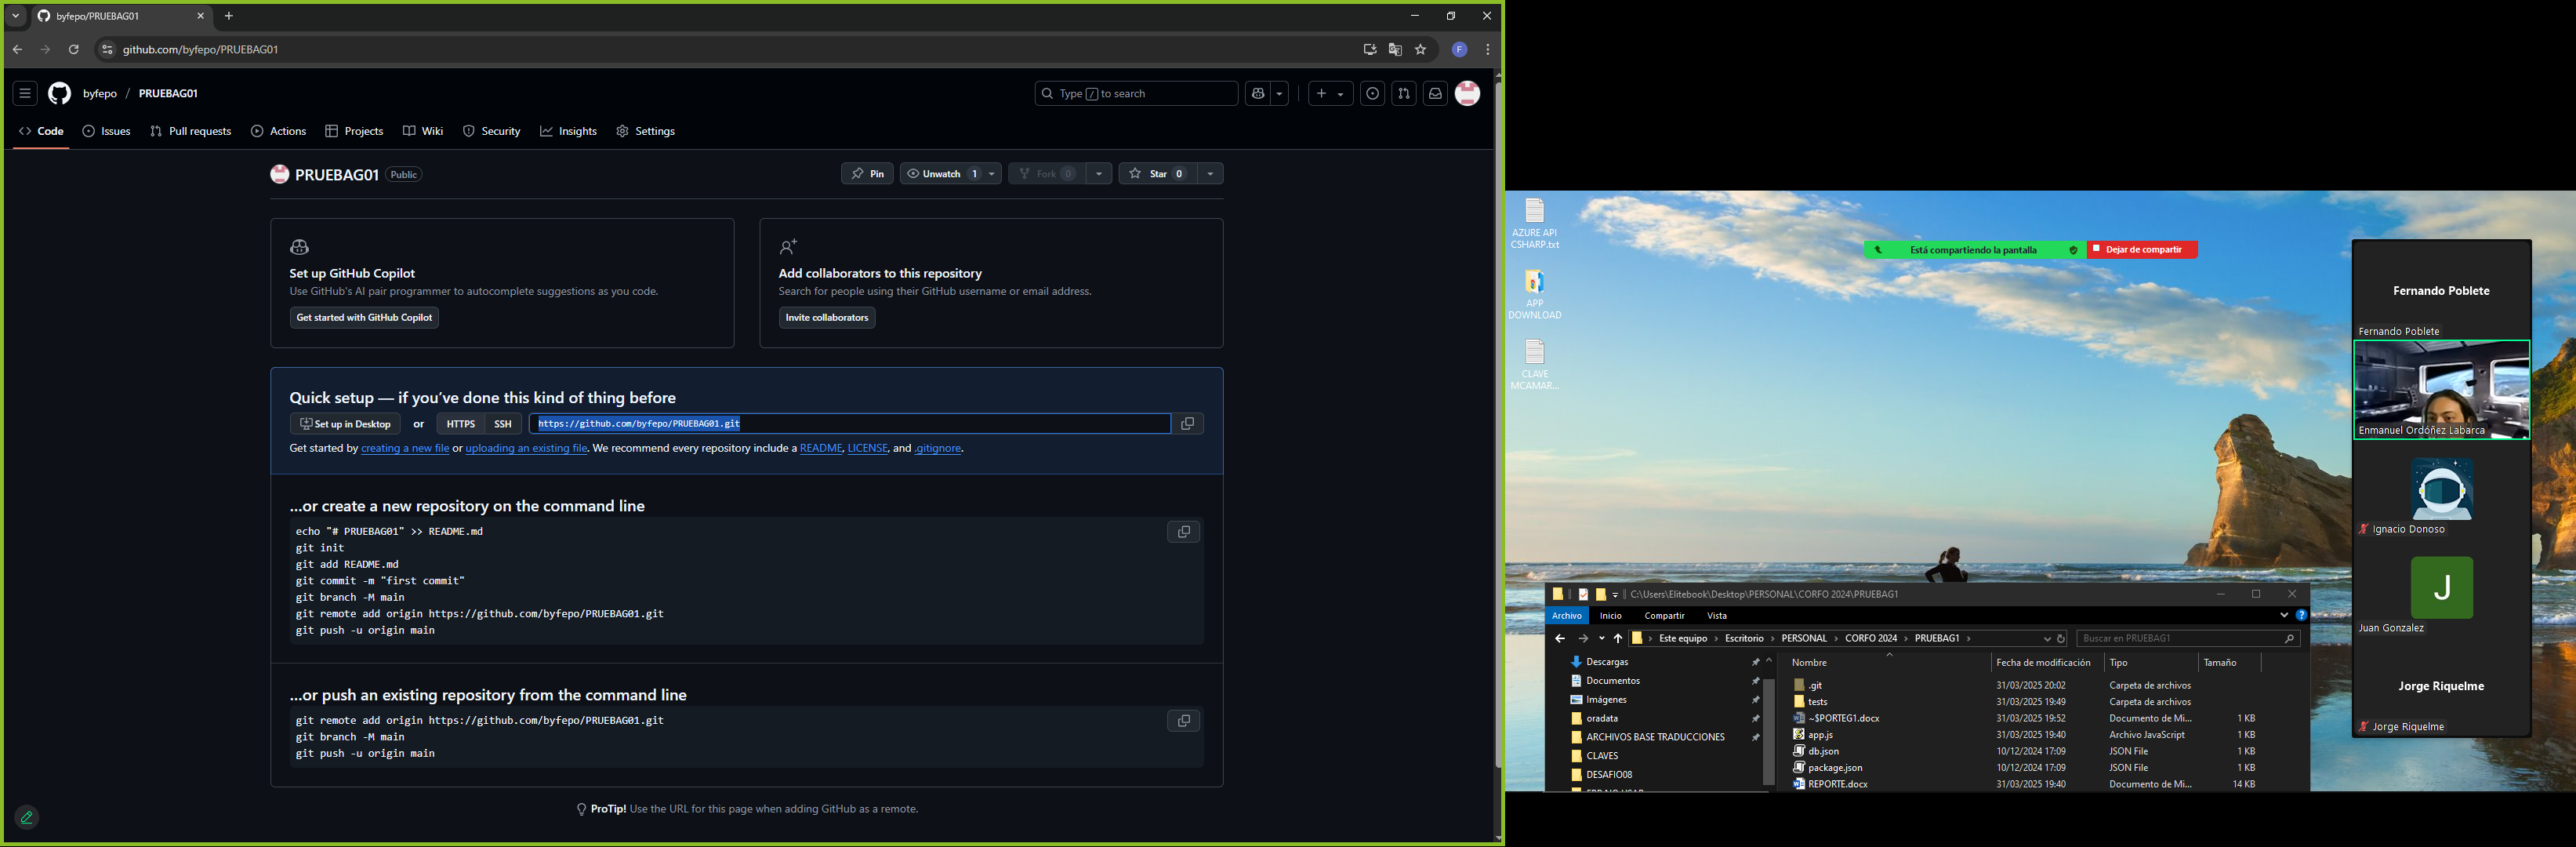 byfepo/PRUEBAG01
github.com/byfepo/PRUEBAG01
F
byfepo / PRUEBAG01
Type / to search
Code
Issues
Pull requests
Actions
Projects
Wiki
Security
Insights
Settings
PRUEBAG01 Public
Pin
Unwatch 1
Fork 0
Star 0
Set up GitHub Copilot
Use GitHub's AI pair programmer to autocomplete suggestions as you code.
Get started with GitHub Copilot
Add collaborators to this repository
Search for people using their GitHub username or email address.
Invite collaborators
Quick setup — if you've done this kind of thing before
Set up in Desktop or HTTPS SSH https://github.com/byfepo/PRUEBAG01.git
Get started by creating a new file or uploading an existing file. We recommend every repository include a README, LICENSE, and .gitignore.
...or create a new repository on the command line
echo "# PRUEBAG01" >> README.md
git init
git add README.md
git commit -m "first commit"
git branch -M main
git remote add origin https://github.com/byfepo/PRUEBAG01.git
git push -u origin main
...or push an existing repository from the command line
git remote add origin https://github.com/byfepo/PRUEBAG01.git
git branch -M main
git push -u origin main
ProTip! Use the URL for this page when adding GitHub as a remote.
AZURE API
CSHARP.txt
APP
DOWNLOAD
CLAVE
MCAMAR...
Está compartiendo la pantalla
Dejar de compartir
Fernando Poblete
Fernando Poblete
Enmanuel Ordóñez Labarca
Ignacio Donoso
J
Juan Gonzalez
Jorge Riquelme
Jorge Riquelme
C:\Users\Elitebook\Desktop\PERSONAL\CORFO 2024\PRUEBAG1
Archivo Inicio Compartir Vista
Este equipo > Escritorio > PERSONAL > CORFO 2024 > PRUEBAG1 >
Buscar en PRUEBAG1
Descargas
Documentos
Imágenes
oradata
ARCHIVOS BASE TRADUCCIONES
CLAVES
DESAFIO08
Nombre Fecha de modificación Tipo Tamaño
.git 31/03/2025 20:02 Carpeta de archivos
tests 31/03/2025 19:49 Carpeta de archivos
~$PORTEG1.docx 31/03/2025 19:52 Documento de Mi... 1 KB
app.js 31/03/2025 19:40 Archivo JavaScript 1 KB
db.json 10/12/2024 17:09 JSON File 1 KB
package.json 10/12/2024 17:09 JSON File 1 KB
REPORTE.docx 31/03/2025 19:40 Documento de Mi... 14 KB